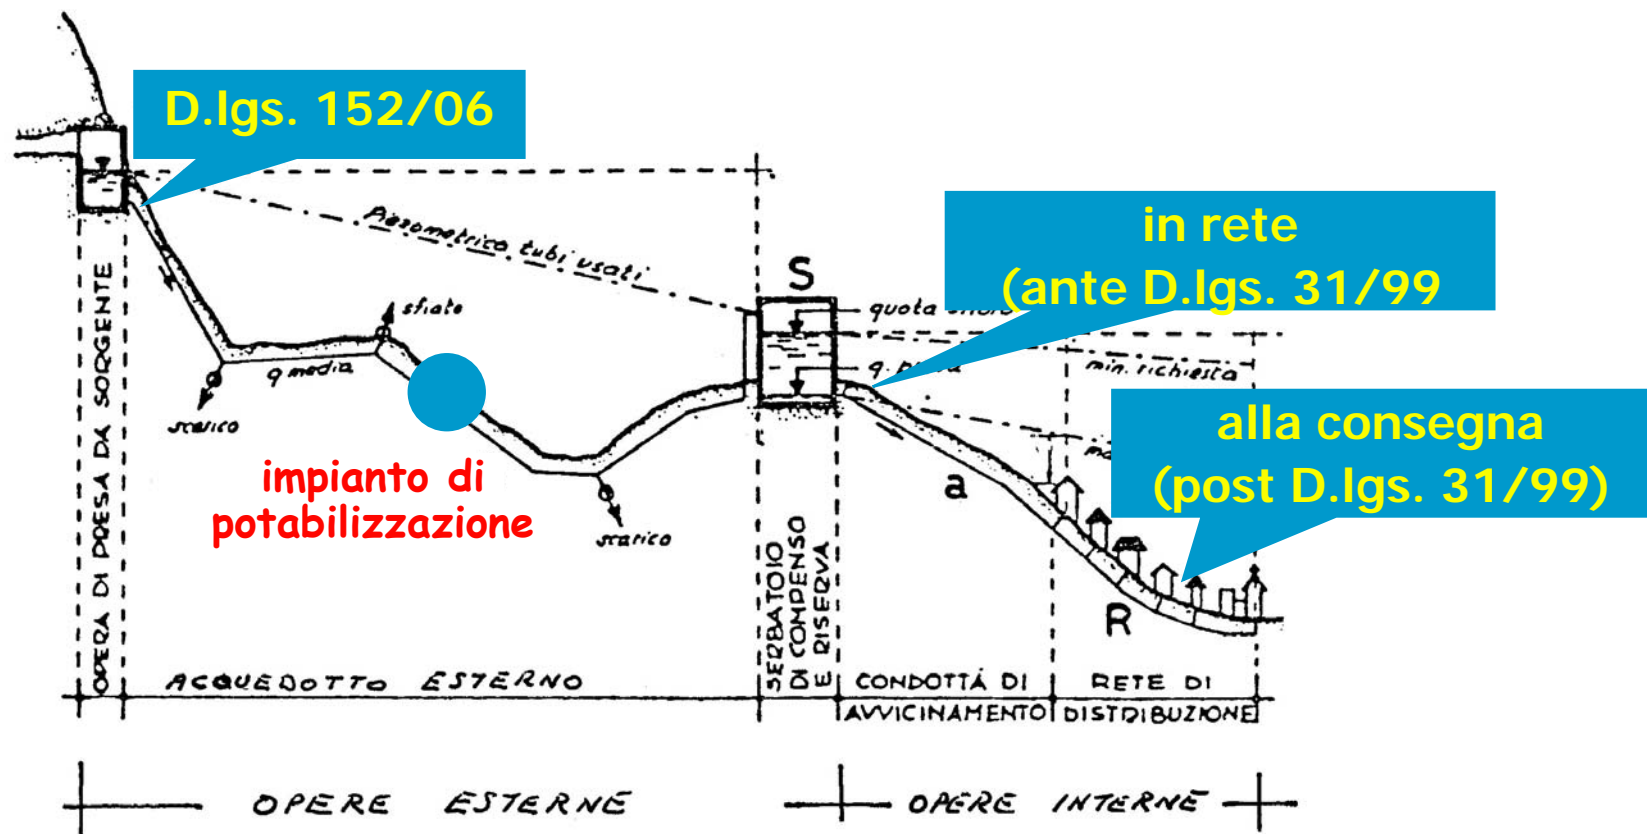 D.lgs. 152/06
in rete
(ante D.lgs. 31/99
alla consegna
(post D.lgs. 31/99)
Piezometrica tubi usati
S
quota
min. richiesta
sfiato
q media
scarico
impianto di
potabilizzazione
scarico
a
R
OPERA DI PRESA DA SORGENTE
SERBATOIO
DI COMPENSO
E RISERVA
ACQUEDOTTO ESTERNO
CONDOTTA DI
AVVICINAMENTO
RETE DI
DISTRIBUZIONE
OPERE ESTERNE
OPERE INTERNE